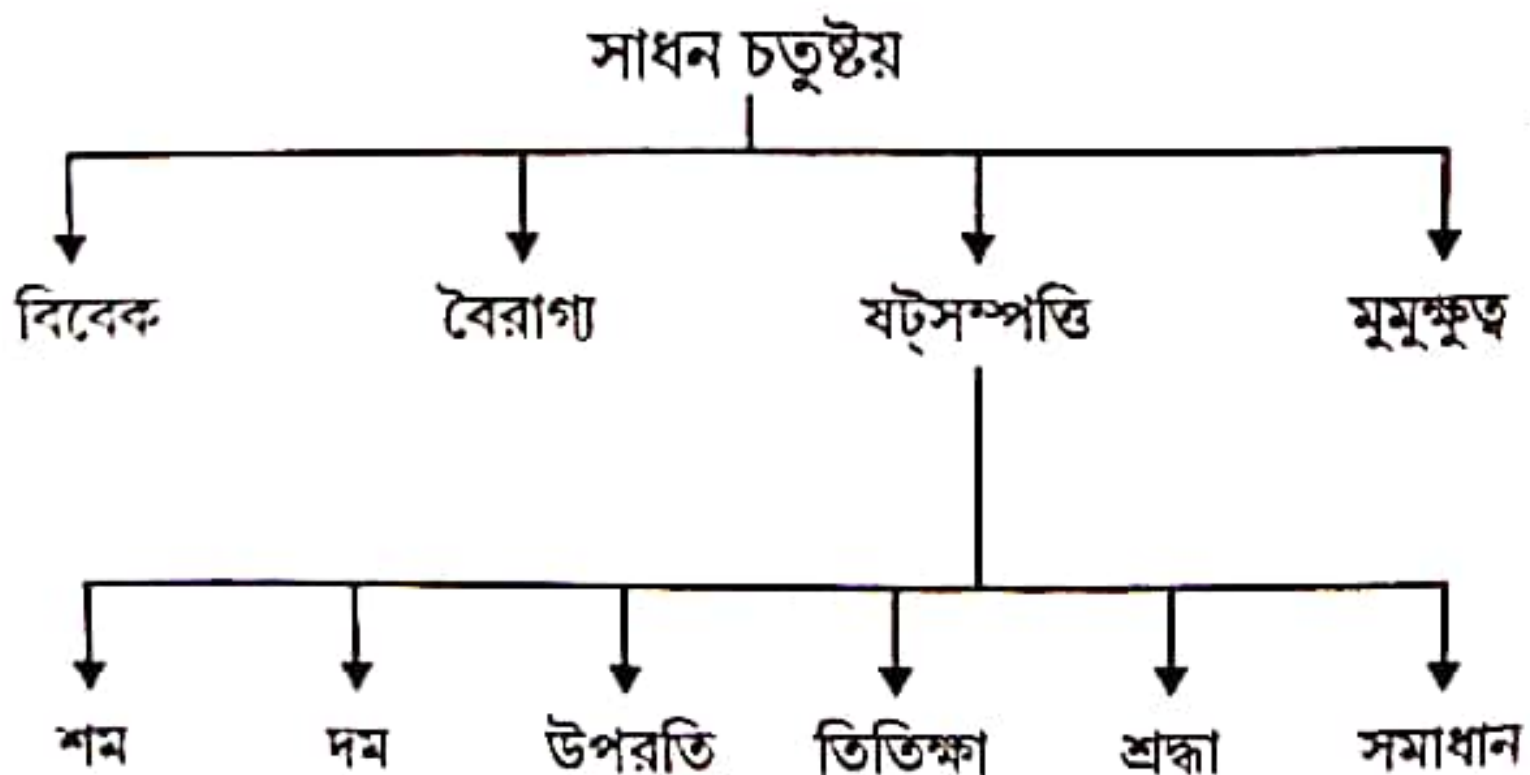 সাধন চতুষ্টয়
বিবেক বৈরাগ্য ষট্সম্পত্তি মুমুক্ষুত্ব
শম দম উপরতি তিতিক্ষা শ্রদ্ধা সমাধান